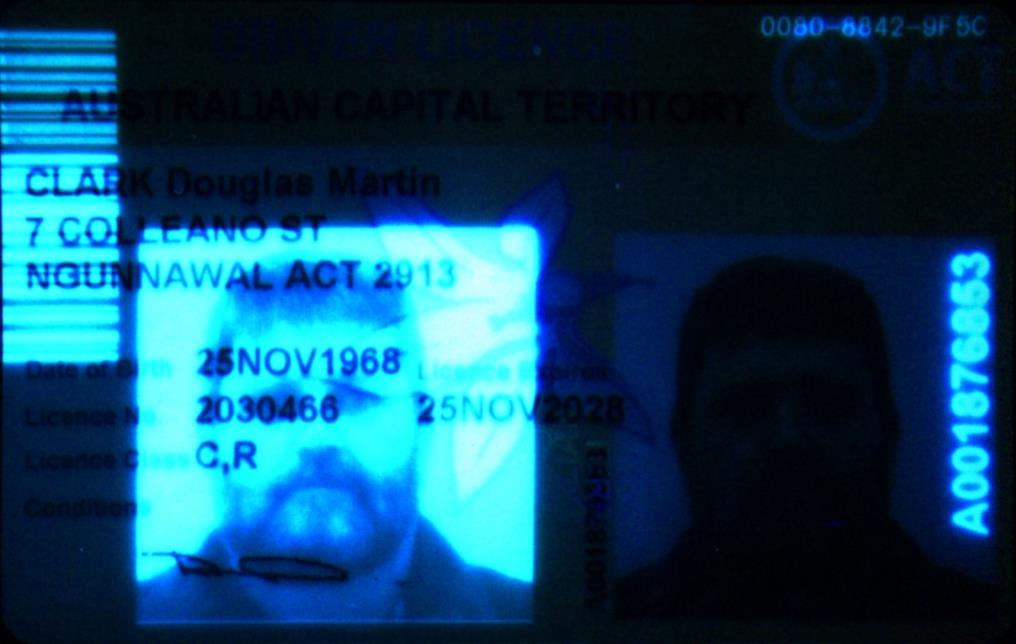 DRIVER LICENCE
0080-8842-9F5C
ACT
AUSTRALIAN CAPITAL TERRITORY
CLARK Douglas Martin
7 COLLEANO ST
NGUNNAWAL ACT 2913
Date of Birth 25NOV1968 Licence Expires
Licence No. 2030466 25NOV2028
Licence Class C,R
Conditions
A001876853
A001876853